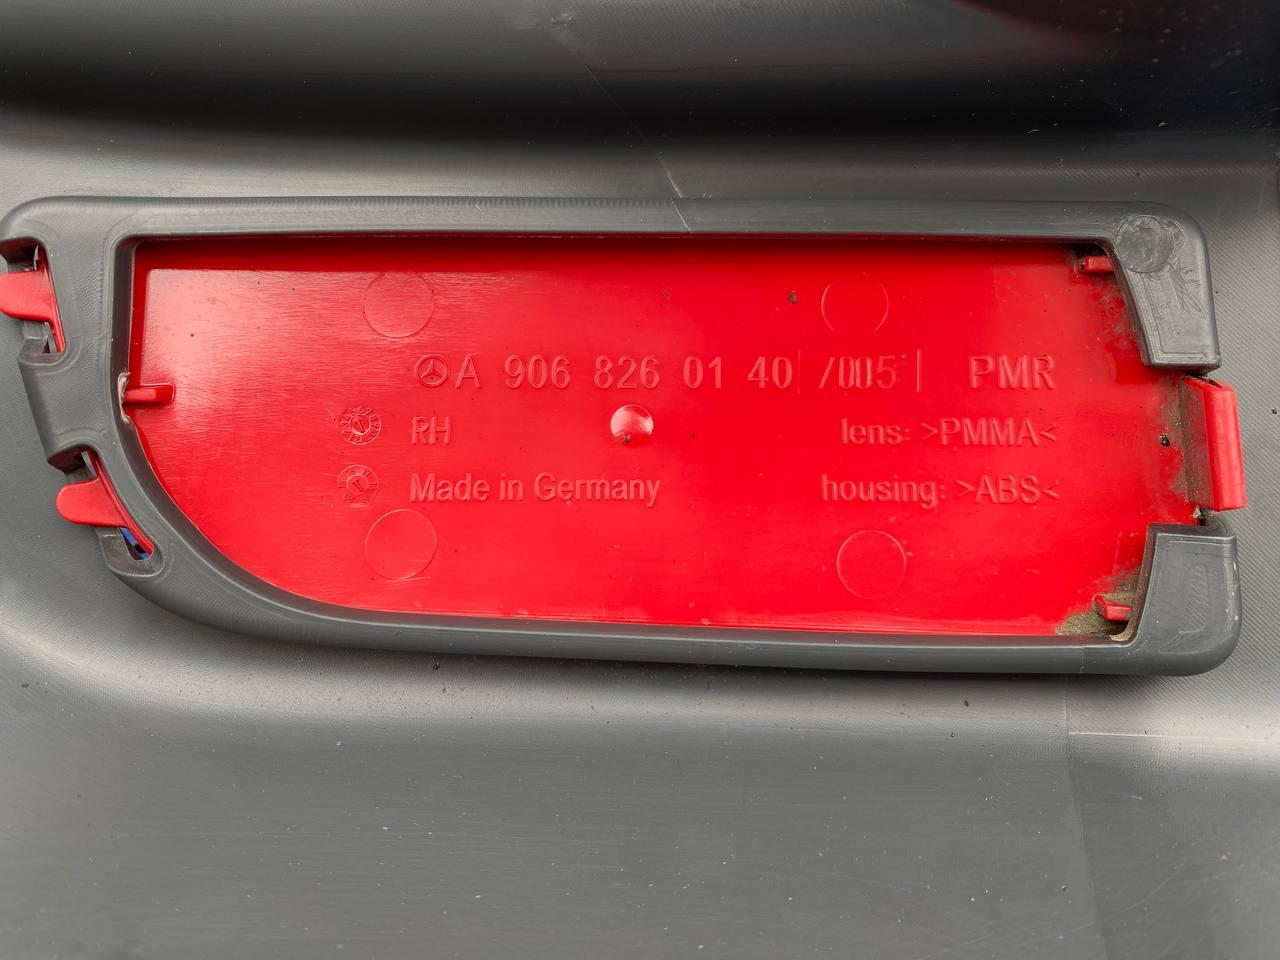 A 906 826 01 40 /005 PMR
RH lens: >PMMA<
Made in Germany housing: >ABS<